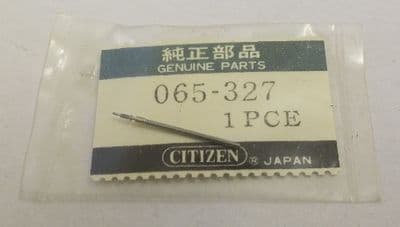 純正部品
GENUINE PARTS
065-327
1 PCE
CITIZEN ® JAPAN